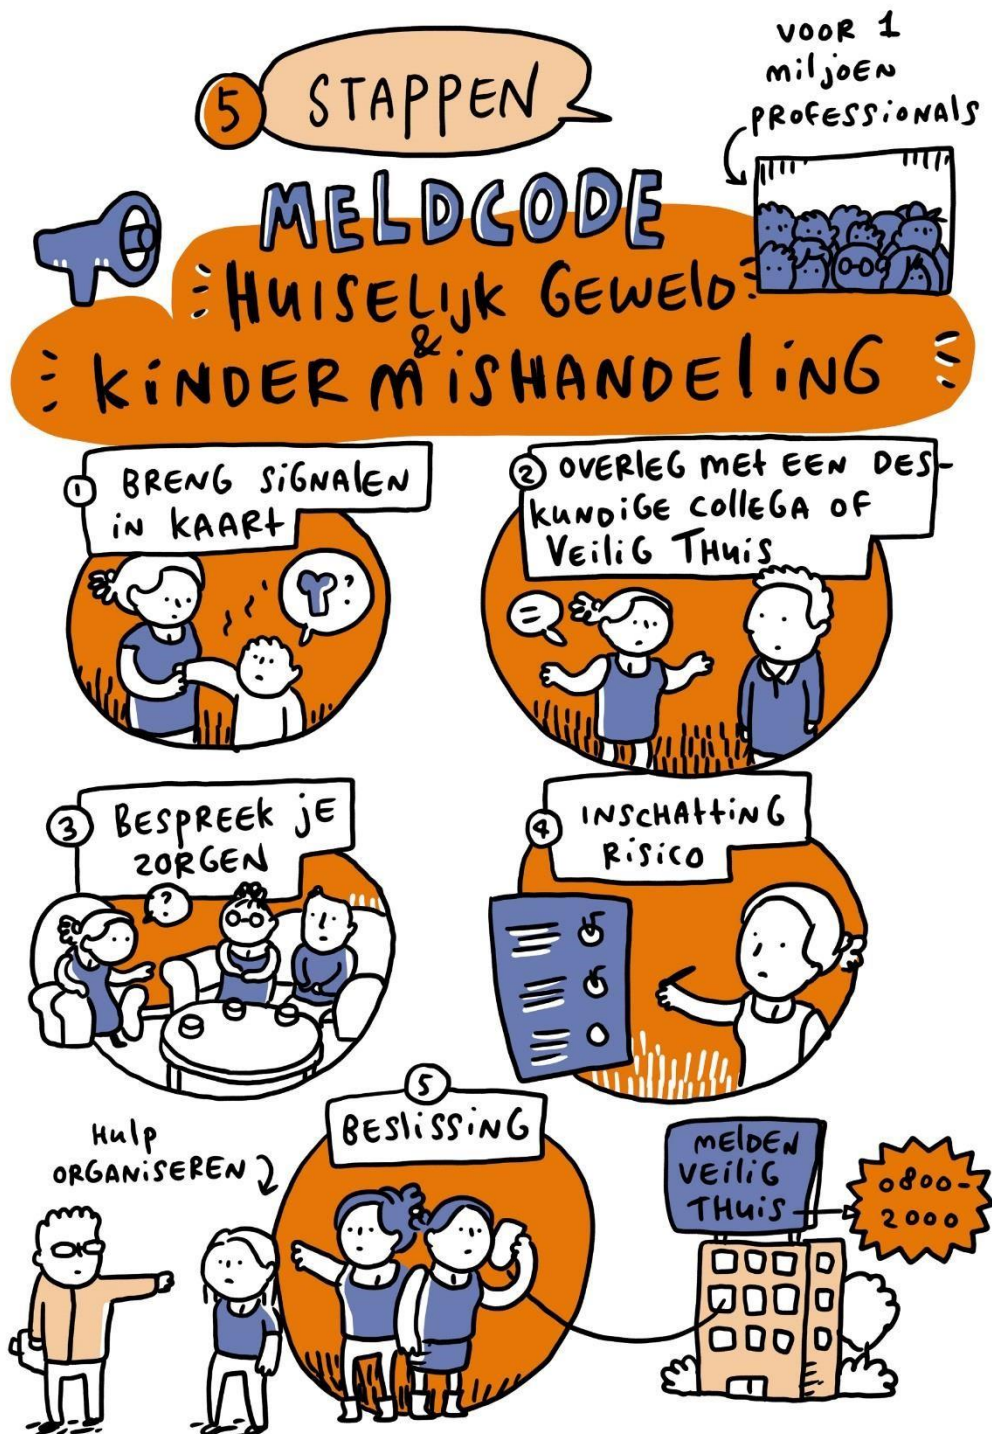 5 STAPPEN
VOOR 1
MILJOEN
PROFESSIONALS
MELDCODE
HUISELIJK GEWELD
&
KINDERMISHANDELING
1 BRENG SIGNALEN
IN KAART
?
2 OVERLEG MET EEN DES-
KUNDIGE COLLEGA OF
VEILIG THUIS
3 BESPREEK JE
ZORGEN
?
4 INSCHATTING
RISICO
5
BESLISSING
HULP
ORGANISEREN
MELDEN
VEILIG
THUIS
0800-
2000